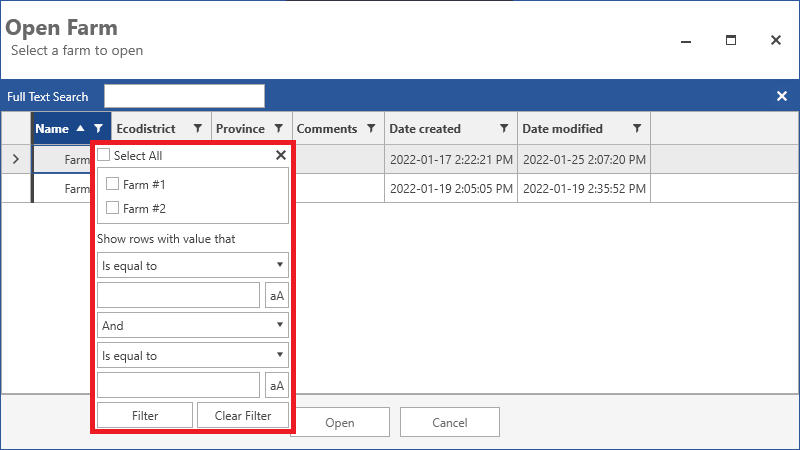 Open Farm
Select a farm to open
Full Text Search
Name Ecodistrict Province Comments Date created Date modified
Farm 2022-01-17 2:22:21 PM 2022-01-25 2:07:20 PM
Farm 2022-01-19 2:05:05 PM 2022-01-19 2:35:52 PM
Select All
Farm #1
Farm #2
Show rows with value that
Is equal to
aA
And
Is equal to
aA
Filter Clear Filter
Open Cancel